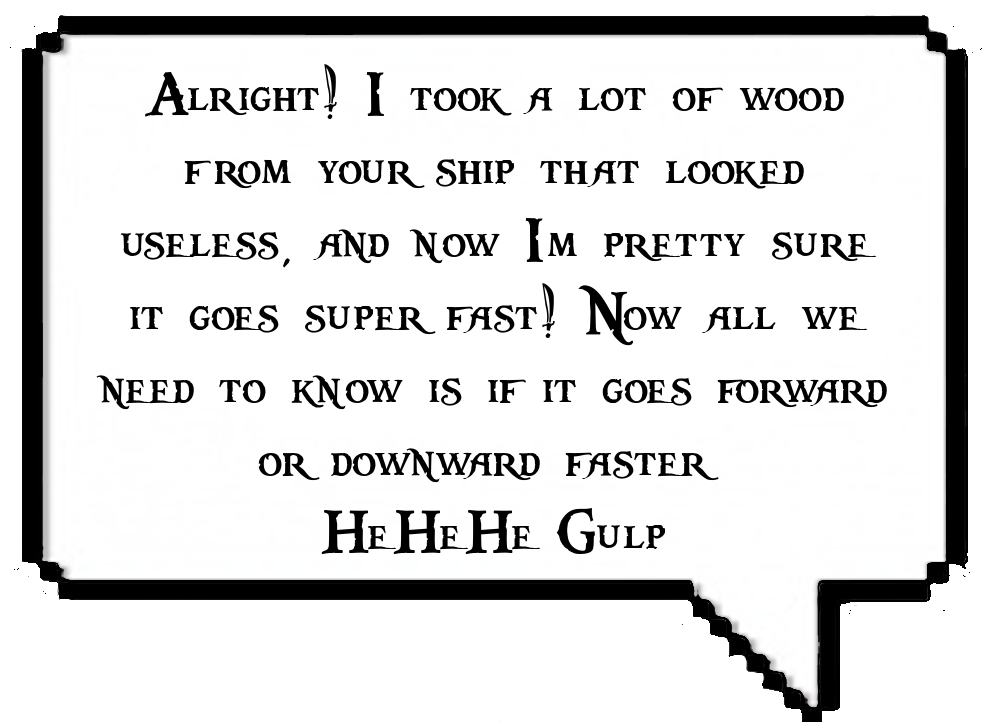 Alright! I took a lot of wood
from your ship that looked
useless, and now Im pretty sure
it goes super fast! Now all we
need to know is if it goes forward
or downward faster
HeHeHe Gulp